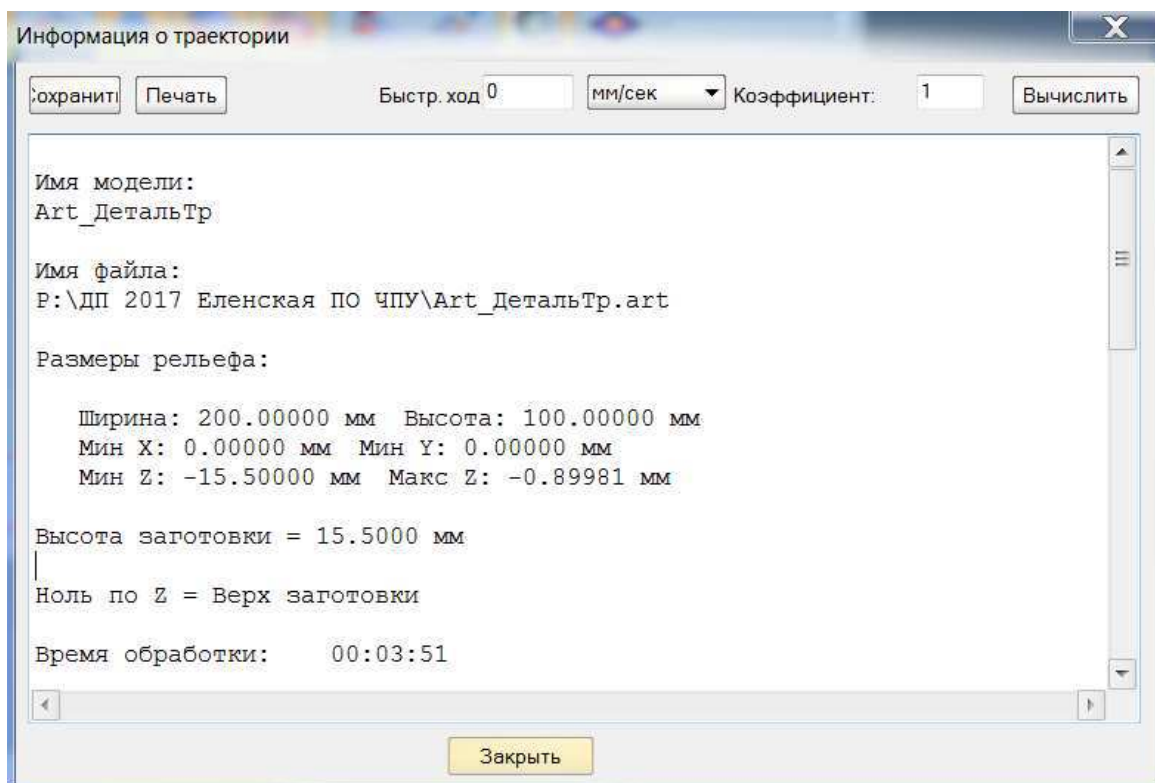 Информация о траектории
Сохранить Печать Быстр. ход 0 мм/сек Коэффициент: 1 Вычислить
Имя модели:
Art_ДетальТр
Имя файла:
P:\ДП 2017 Еленская ПО ЧПУ\Art_ДетальТр.art
Размеры рельефа:
Ширина: 200.00000 мм Высота: 100.00000 мм
Мин X: 0.00000 мм Мин Y: 0.00000 мм
Мин Z: -15.50000 мм Макс Z: -0.89981 мм
Высота заготовки = 15.5000 мм
Ноль по Z = Верх заготовки
Время обработки: 00:03:51
Закрыть